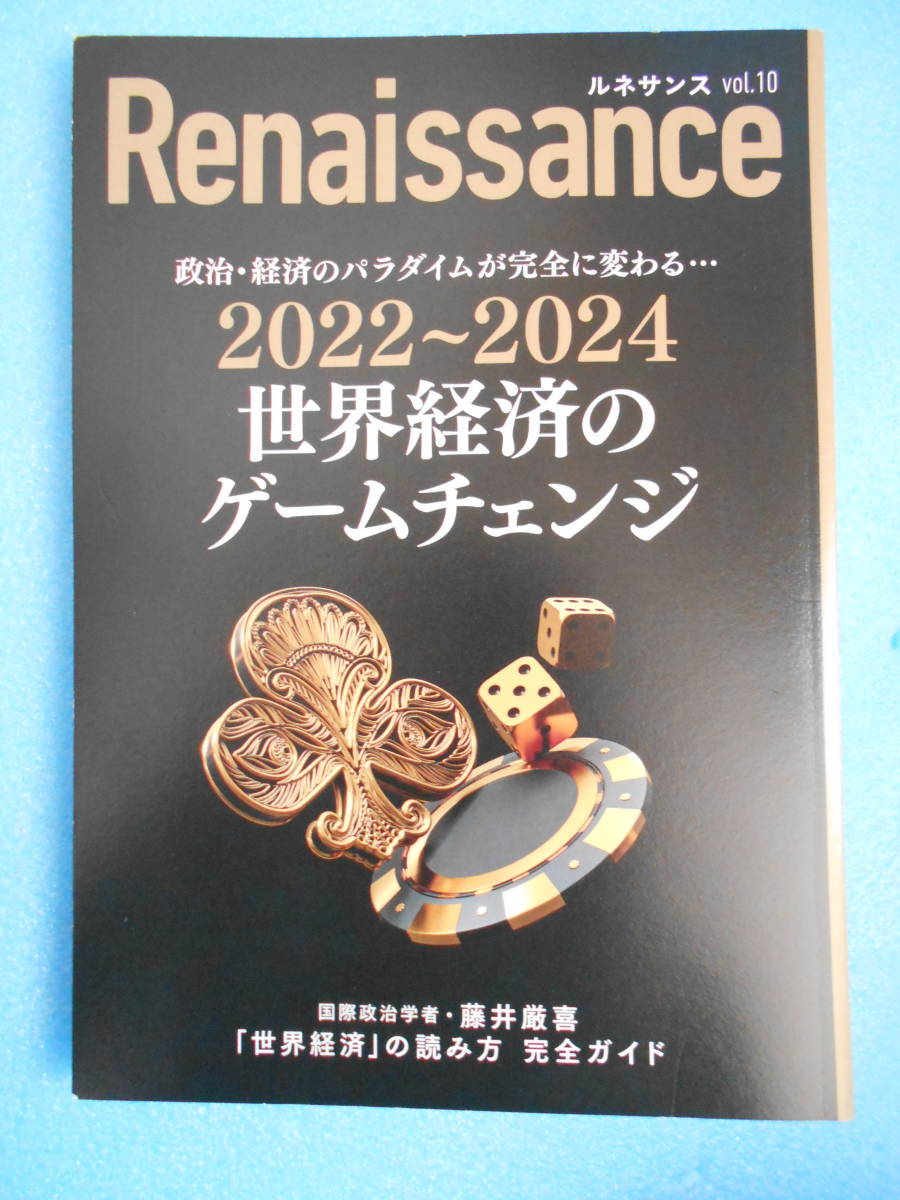 ルネサンス vol.10
Renaissance
政治・経済のパラダイムが完全に変わる…
2022~2024
世界経済の
ゲームチェンジ
国際政治学者・藤井厳喜
「世界経済」の読み方 完全ガイド